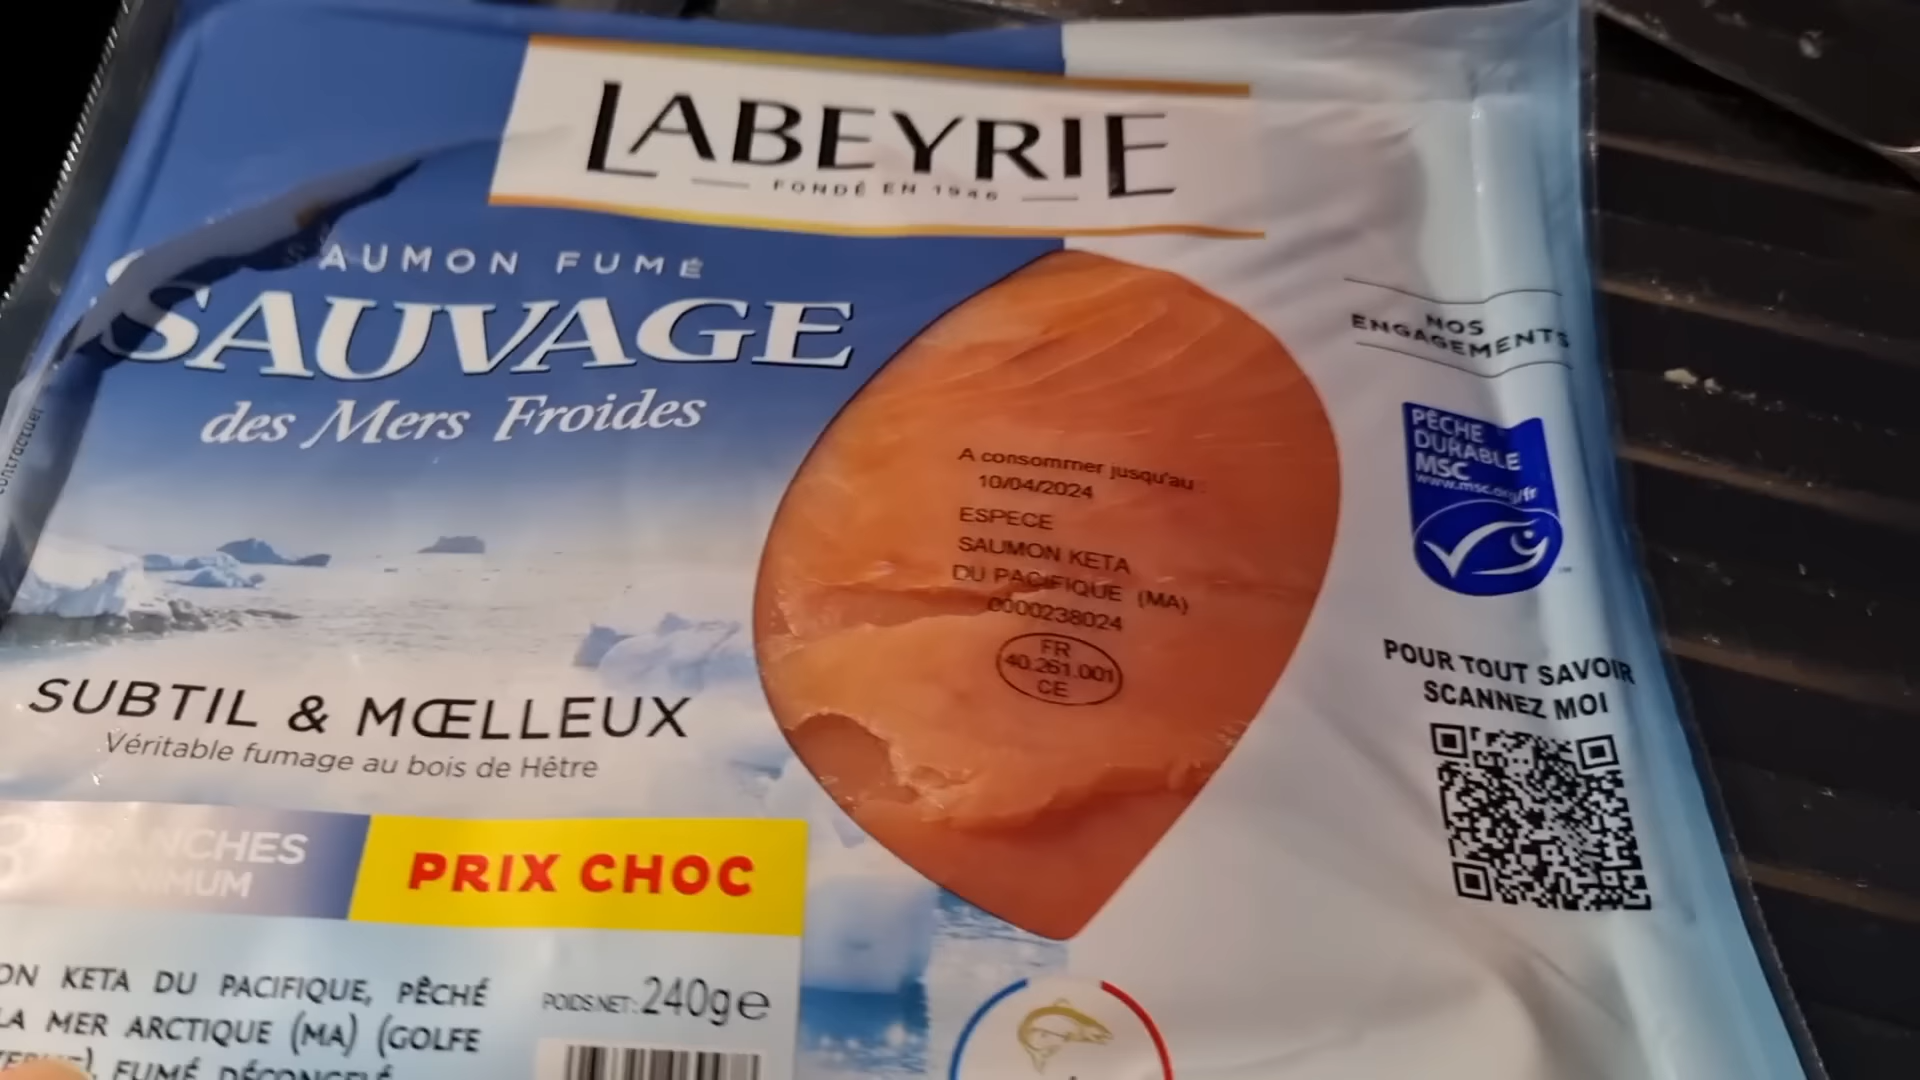 LABEYRIE
FONDÉ EN 1946
SAUMON FUMÉ
SAUVAGE
des Mers Froides
NOS
ENGAGEMENTS
PÊCHE
DURABLE
MSC
www.msc.org/fr
A consommer jusqu'au :
10/04/2024
ESPECE
SAUMON KETA
DU PACIFIQUE (MA)
0000238024
FR
40.261.001
CE
POUR TOUT SAVOIR
SCANNEZ MOI
SUBTIL & MŒLLEUX
Véritable fumage au bois de Hêtre
TRANCHES
MINIMUM
PRIX CHOC
KETA DU PACIFIQUE, PÊCHÉ
LA MER ARCTIQUE (MA) (GOLFE
FUMÉ DÉCONGELÉ
POIDS NET: 240g e